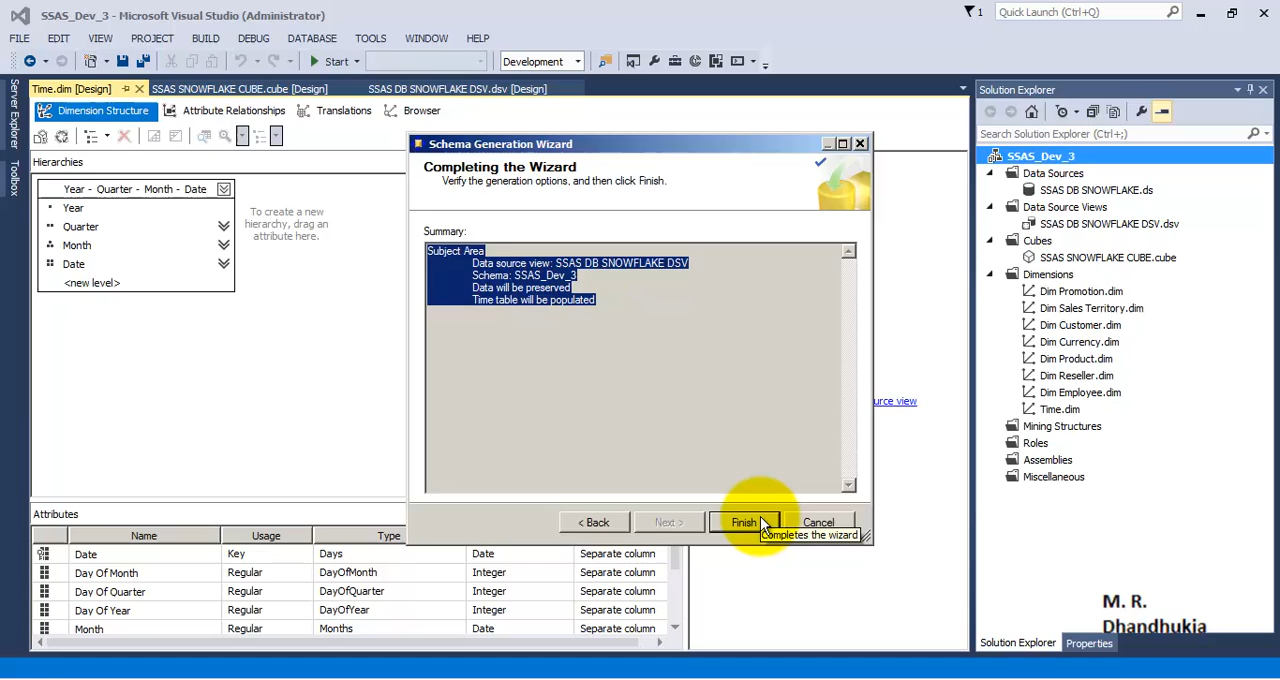 SSAS_Dev_3 - Microsoft Visual Studio (Administrator)
1
Quick Launch (Ctrl+Q)
FILE EDIT VIEW PROJECT BUILD DEBUG DATABASE TOOLS WINDOW HELP
Start
Development
Server Explorer
Toolbox
Time.dim [Design]
SSAS SNOWFLAKE CUBE.cube [Design]
SSAS DB SNOWFLAKE DSV.dsv [Design]
Dimension Structure
Attribute Relationships
Translations
Browser
Hierarchies
Year - Quarter - Month - Date
Year
Quarter
Month
Date
<new level>
To create a new
hierarchy, drag an
attribute here.
Schema Generation Wizard
Completing the Wizard
Verify the generation options, and then click Finish.
Summary:
Subject Area
Data source view: SSAS DB SNOWFLAKE DSV
Schema: SSAS_Dev_3
Data will be preserved
Time table will be populated
< Back
Next >
Finish
Cancel
Completes the wizard
urce view
Attributes
Name Usage Type
Date Key Days Date Separate column
Day Of Month Regular DayOfMonth Integer Separate column
Day Of Quarter Regular DayOfQuarter Integer Separate column
Day Of Year Regular DayOfYear Integer Separate column
Month Regular Months Date Separate column
Solution Explorer
Search Solution Explorer (Ctrl+;)
SSAS_Dev_3
Data Sources
SSAS DB SNOWFLAKE.ds
Data Source Views
SSAS DB SNOWFLAKE DSV.dsv
Cubes
SSAS SNOWFLAKE CUBE.cube
Dimensions
Dim Promotion.dim
Dim Sales Territory.dim
Dim Customer.dim
Dim Currency.dim
Dim Product.dim
Dim Reseller.dim
Dim Employee.dim
Time.dim
Mining Structures
Roles
Assemblies
Miscellaneous
M. R.
Dhandhukia
Solution Explorer
Properties